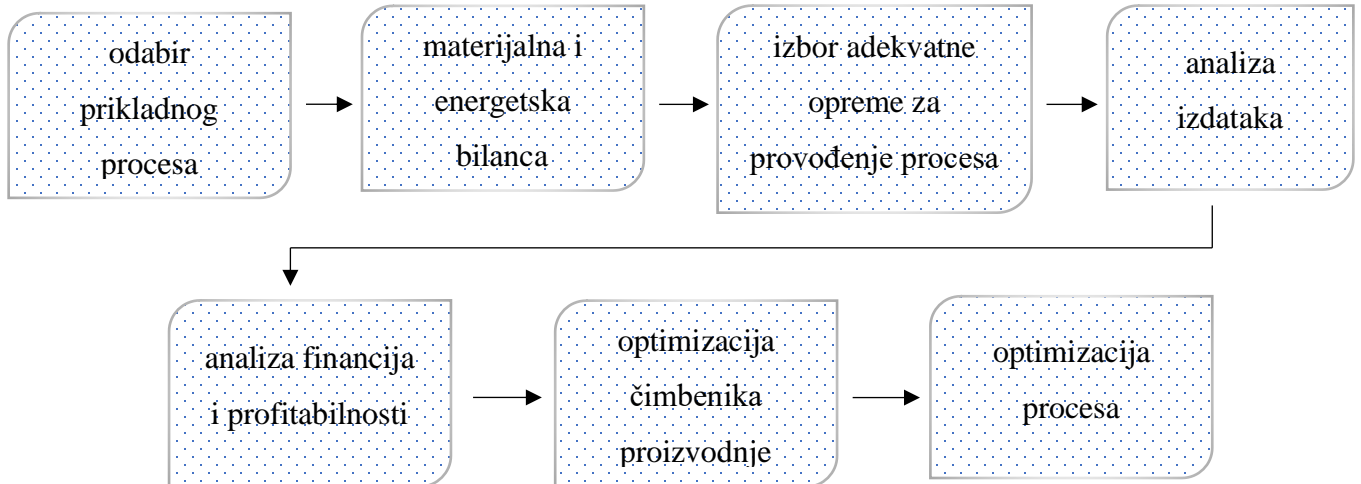 odabir
prikladnog
procesa
materijalna i
energetska
bilanca
izbor adekvatne
opreme za
provođenje procesa
analiza
izdataka
analiza financija
i profitabilnosti
optimizacija
čimbenika
proizvodnje
optimizacija
procesa